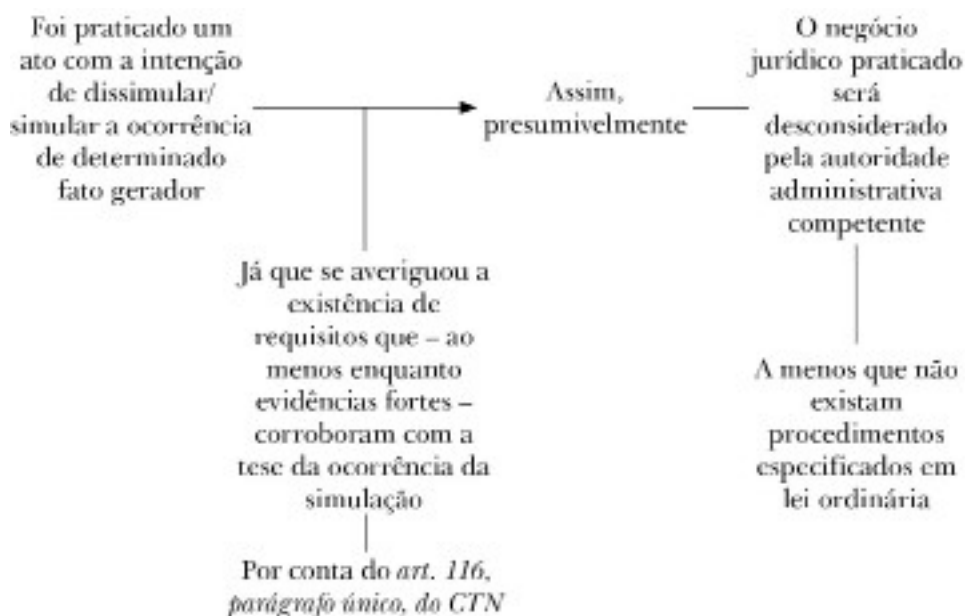 Foi praticado um
ato com a intenção
de dissimular/
simular a ocorrência
de determinado
fato gerador
Assim,
presumivelmente
O negócio
jurídico praticado
será
desconsiderado
pela autoridade
administrativa
competente
Já que se averiguou a
existência de
requisitos que – ao
menos enquanto
evidências fortes –
corroboram com a
tese da ocorrência da
simulação
Por conta do art. 116,
parágrafo único, do CTN
A menos que não
existam
procedimentos
especificados em
lei ordinária